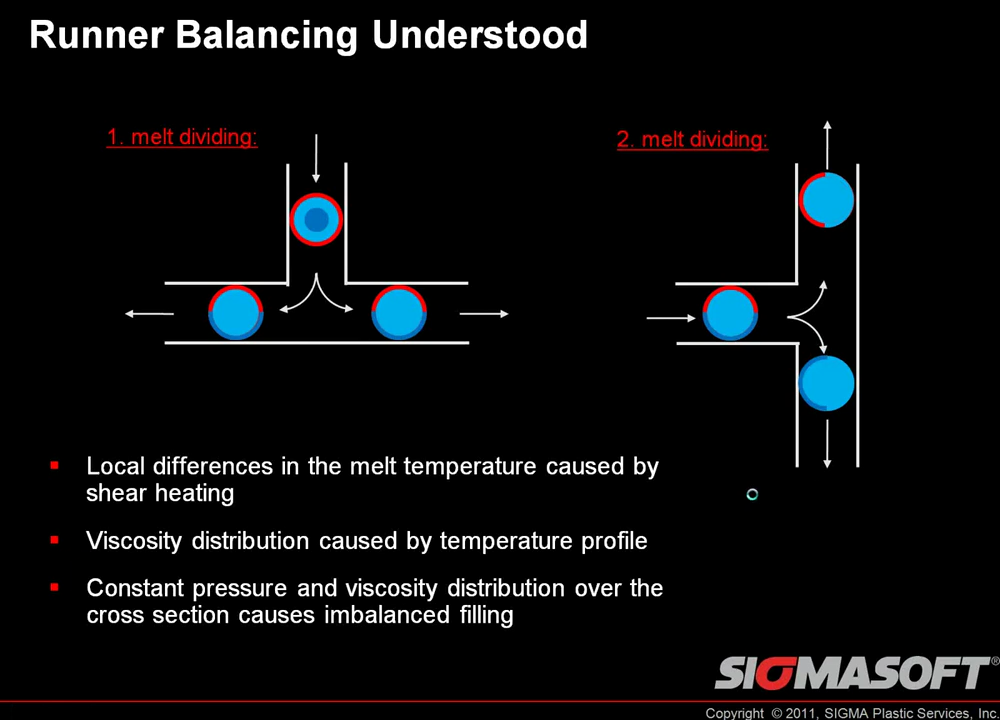 Runner Balancing Understood
1. melt dividing:
2. melt dividing:
Local differences in the melt temperature caused by
shear heating
Viscosity distribution caused by temperature profile
Constant pressure and viscosity distribution over the
cross section causes imbalanced filling
SIGMASOFT®
Copyright © 2011, SIGMA Plastic Services, Inc.